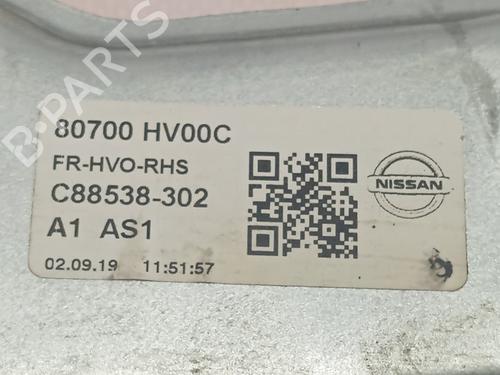 80700 HV00C
FR-HVO-RHS
C88538-302
A1 AS1
02.09.19 11:51:57
NISSAN
B-PARTS